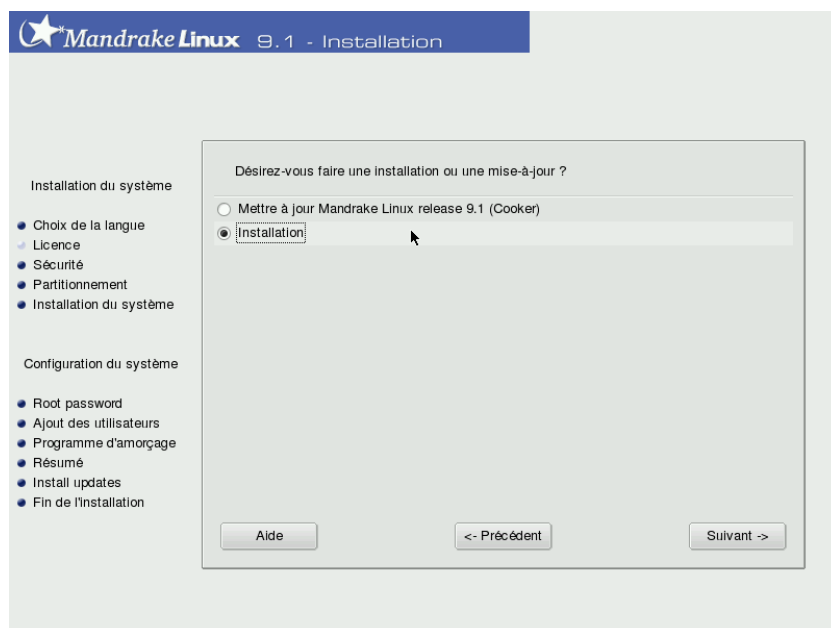 Mandrake Linux 9.1 - Installation
Désirez-vous faire une installation ou une mise-à-jour ?
Mettre à jour Mandrake Linux release 9.1 (Cooker)
Installation
Installation du système
Choix de la langue
Licence
Sécurité
Partitionnement
Installation du système
Configuration du système
Root password
Ajout des utilisateurs
Programme d'amorçage
Résumé
Install updates
Fin de l'installation
Aide
<- Précédent
Suivant ->